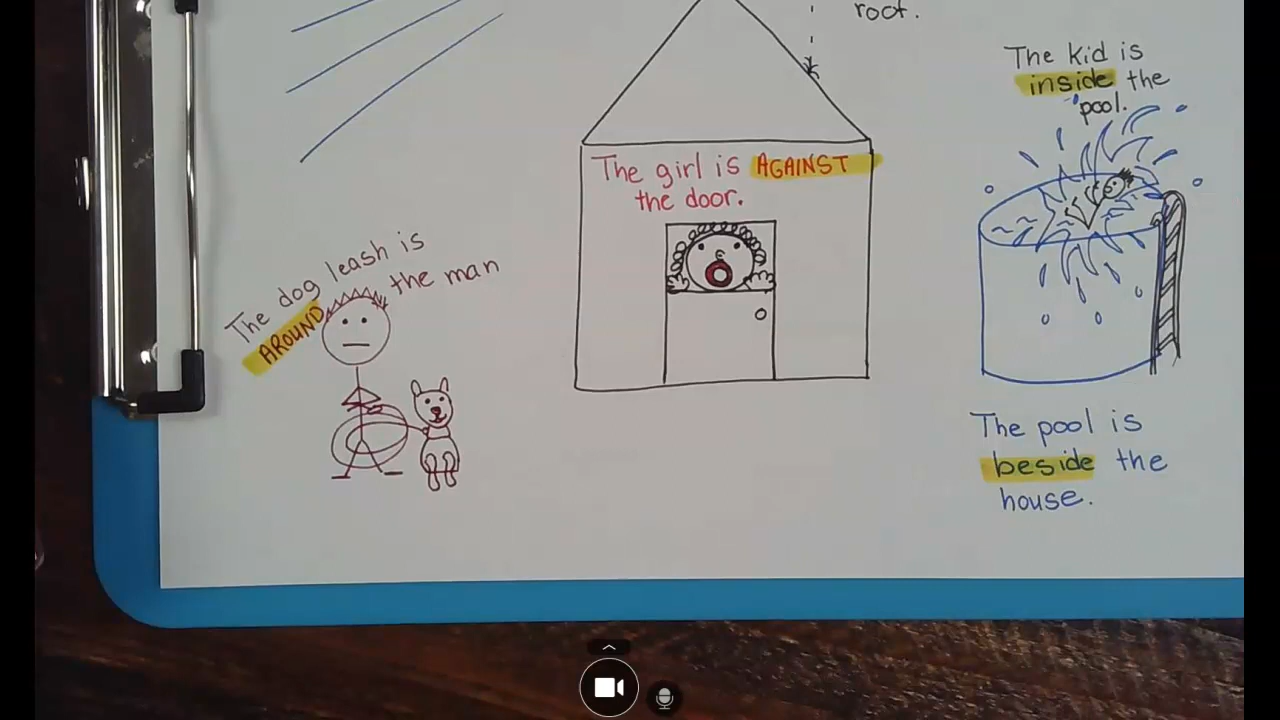 roof.
The kid is
inside the
pool.
The girl is AGAINST
the door.
The dog leash is
AROUND the man
The pool is
beside the
house.